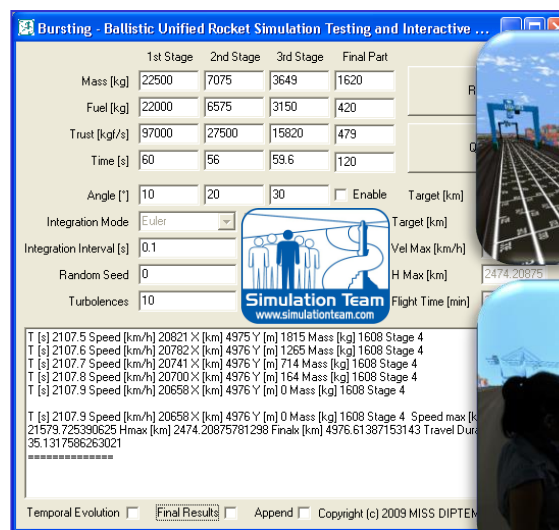 Bursting - Ballistic Unified Rocket Simulation Testing and Interactive ...
1st Stage 2nd Stage 3rd Stage Final Part
Mass [kg] 22500 7075 3649 1620
Fuel [kg] 22000 6575 3150 420
Trust [kgf/s] 97000 27500 15820 479
Time [s] 60 56 59.6 120
Angle [°] 10 20 30 Enable Target [km]
Integration Mode Euler Target [km]
Integration Interval [s] 0.1 Vel Max [km/h]
Random Seed 0 H Max [km] 2474.20875
Turbolences 10 Flight Time [min]
Simulation Team
www.simulationteam.com
T [s] 2107.5 Speed [km/h] 20821 X [km] 4975 Y [m] 1815 Mass [kg] 1608 Stage 4
T [s] 2107.6 Speed [km/h] 20782 X [km] 4976 Y [m] 1265 Mass [kg] 1608 Stage 4
T [s] 2107.7 Speed [km/h] 20741 X [km] 4976 Y [m] 714 Mass [kg] 1608 Stage 4
T [s] 2107.8 Speed [km/h] 20700 X [km] 4976 Y [m] 164 Mass [kg] 1608 Stage 4
T [s] 2107.9 Speed [km/h] 20658 X [km] 4976 Y [m] 0 Mass [kg] 1608 Stage 4
T [s] 2107.9 Speed [km/h] 20658 X [km] 4976 Y [m] 0 Mass [kg] 1608 Stage 4 Speed max [k
21579.725390625 Hmax [km] 2474.20875781298 Finalx [km] 4976.61387153143 Travel Dura
35.1317586263021
==============
Temporal Evolution Final Results Append Copyright (c) 2009 MISS DIPTEM